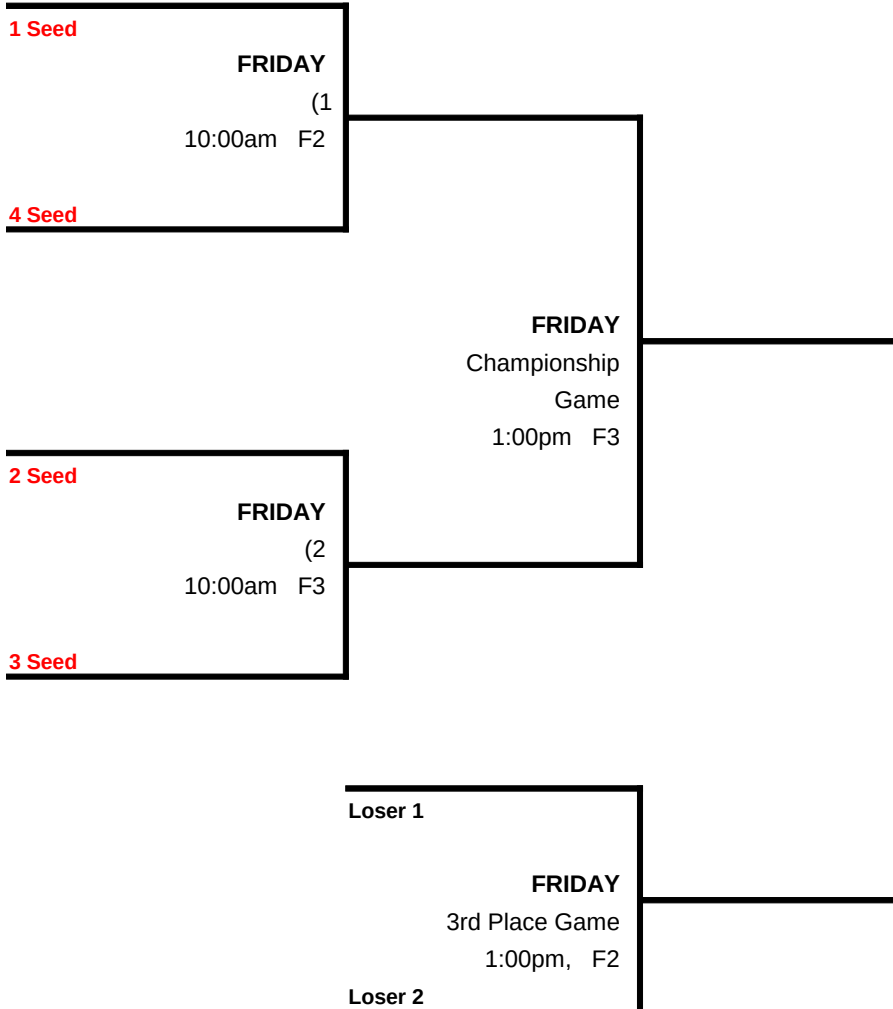 1 Seed
FRIDAY
(1
10:00am F2
4 Seed
FRIDAY
Championship
Game
1:00pm F3
2 Seed
FRIDAY
(2
10:00am F3
3 Seed
Loser 1
FRIDAY
3rd Place Game
1:00pm, F2
Loser 2